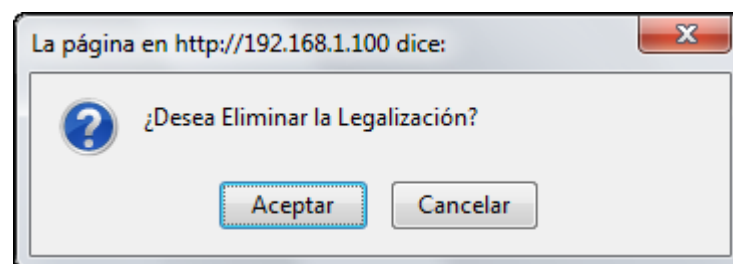 La página en http://192.168.1.100 dice:
¿Desea Eliminar la Legalización?
Aceptar Cancelar